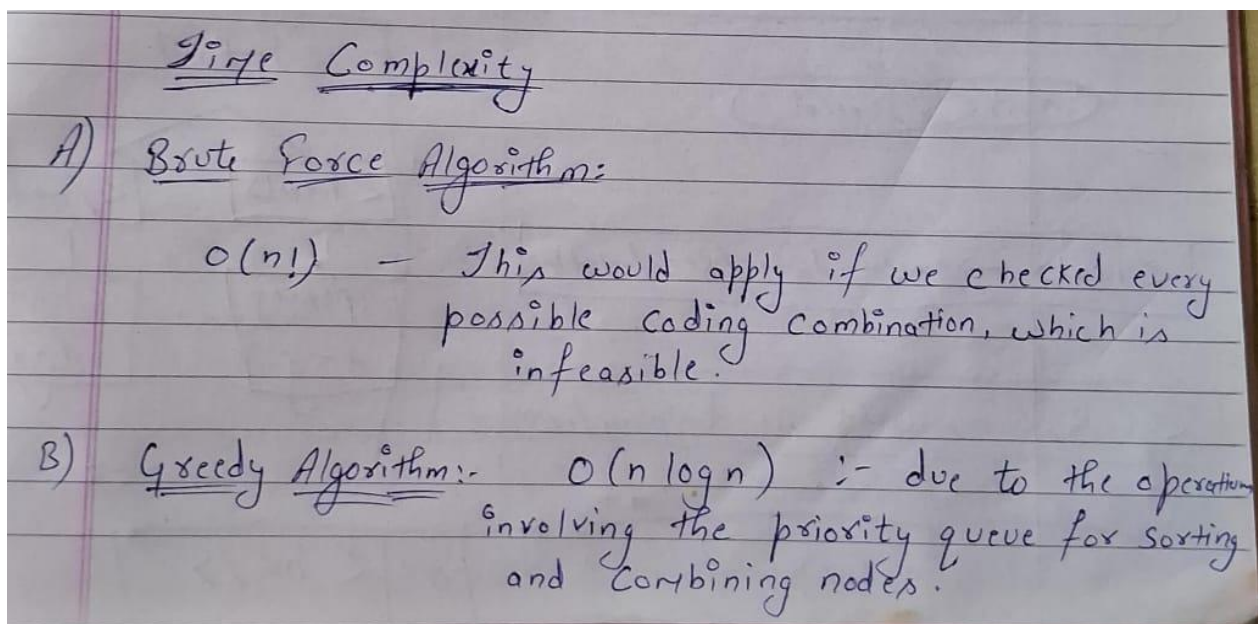 Time Complexity
A) Brute Force Algorithm:
O(n!) - This would apply if we checked every
possible coding combination, which is
infeasible.
B) Greedy Algorithm:- O(n log n) :- due to the operations
involving the priority queue for sorting
and combining nodes.